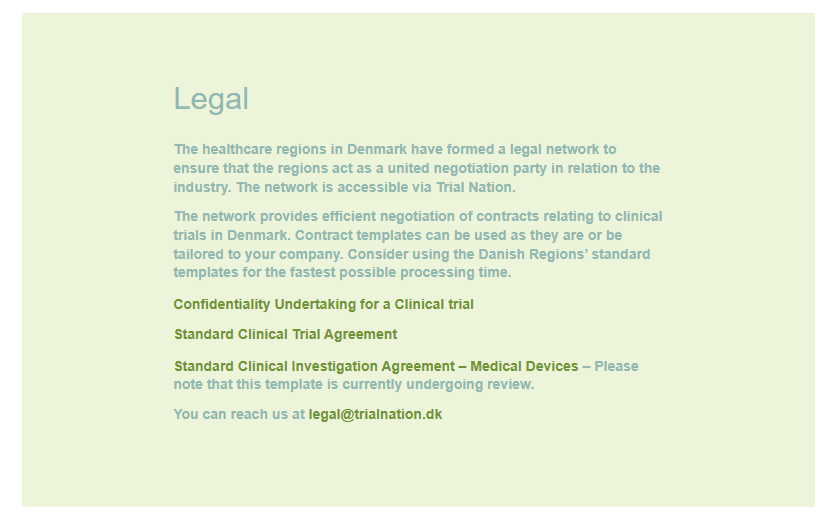 Legal
The healthcare regions in Denmark have formed a legal network to
ensure that the regions act as a united negotiation party in relation to the
industry. The network is accessible via Trial Nation.
The network provides efficient negotiation of contracts relating to clinical
trials in Denmark. Contract templates can be used as they are or be
tailored to your company. Consider using the Danish Regions’ standard
templates for the fastest possible processing time.
Confidentiality Undertaking for a Clinical trial
Standard Clinical Trial Agreement
Standard Clinical Investigation Agreement – Medical Devices – Please
note that this template is currently undergoing review.
You can reach us at legal@trialnation.dk